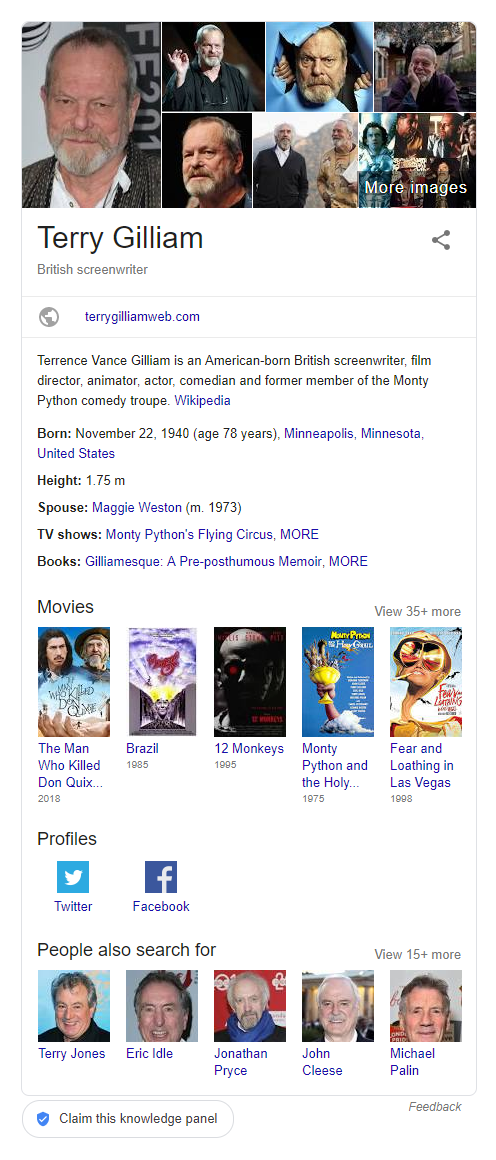 FE201
More images
Terry Gilliam
British screenwriter
terrygilliamweb.com
Terrence Vance Gilliam is an American-born British screenwriter, film
director, animator, actor, comedian and former member of the Monty
Python comedy troupe. Wikipedia
Born: November 22, 1940 (age 78 years), Minneapolis, Minnesota,
United States
Height: 1.75 m
Spouse: Maggie Weston (m. 1973)
TV shows: Monty Python's Flying Circus, MORE
Books: Gilliamesque: A Pre-posthumous Memoir, MORE
Movies
View 35+ more
The Man
Who Killed
Don Quix...
2018
Brazil
1985
12 Monkeys
1995
Monty
Python and
the Holy...
1975
Fear and
Loathing in
Las Vegas
1998
Profiles
Twitter
Facebook
People also search for
View 15+ more
Terry Jones
Eric Idle
Jonathan
Pryce
John
Cleese
Michael
Palin
Feedback
Claim this knowledge panel